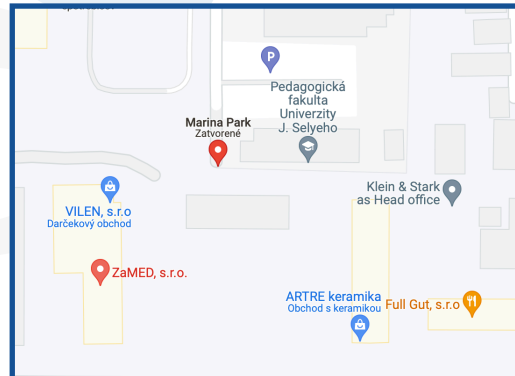 P
Pedagogická
fakulta
Univerzity
J. Selyeho
Marina Park
Zatvorené
Klein & Stark
as Head office
VILEN, s.r.o
Darčekový obchod
ZaMED, s.r.o.
ARTRE keramika
Obchod s keramikou
Full Gut, s.r.o